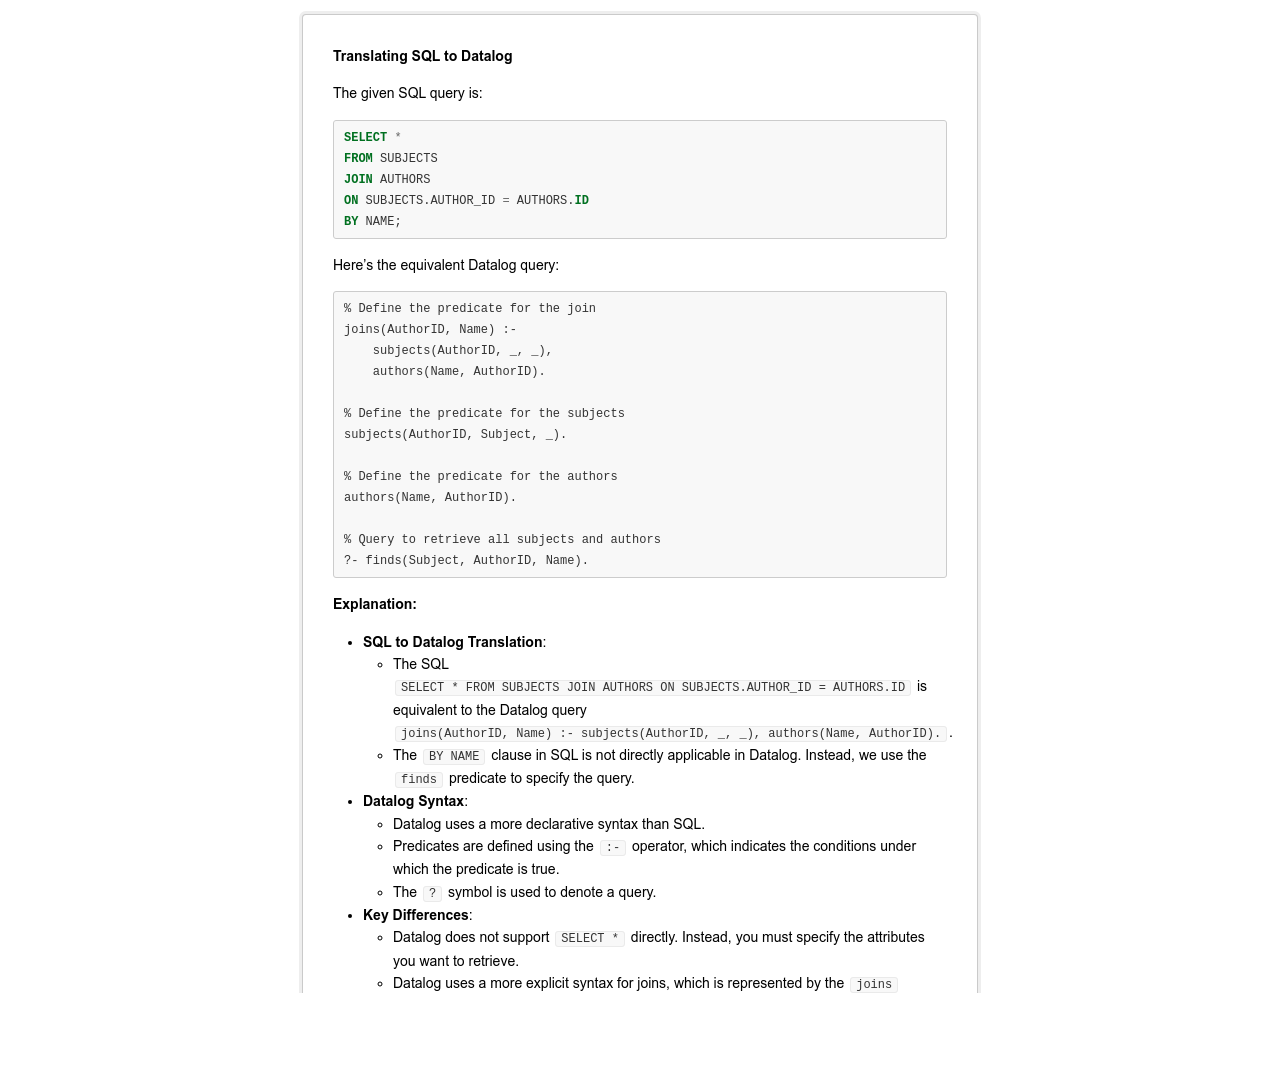 Translating SQL to Datalog
The given SQL query is:
SELECT *
FROM SUBJECTS
JOIN AUTHORS
ON SUBJECTS.AUTHOR_ID = AUTHORS.ID
BY NAME;
Here's the equivalent Datalog query:
% Define the predicate for the join
joins(AuthorID, Name) :-
    subjects(AuthorID, _, _),
    authors(Name, AuthorID).
% Define the predicate for the subjects
subjects(AuthorID, Subject, _).
% Define the predicate for the authors
authors(Name, AuthorID).
% Query to retrieve all subjects and authors
?- finds(Subject, AuthorID, Name).
Explanation:
• SQL to Datalog Translation:
◦ The SQL
SELECT * FROM SUBJECTS JOIN AUTHORS ON SUBJECTS.AUTHOR_ID = AUTHORS.ID is
equivalent to the Datalog query
joins(AuthorID, Name) :- subjects(AuthorID, _, _), authors(Name, AuthorID). .
◦ The BY NAME clause in SQL is not directly applicable in Datalog. Instead, we use the
finds predicate to specify the query.
• Datalog Syntax:
◦ Datalog uses a more declarative syntax than SQL.
◦ Predicates are defined using the :- operator, which indicates the conditions under
which the predicate is true.
◦ The ? symbol is used to denote a query.
• Key Differences:
◦ Datalog does not support SELECT * directly. Instead, you must specify the attributes
you want to retrieve.
◦ Datalog uses a more explicit syntax for joins, which is represented by the joins